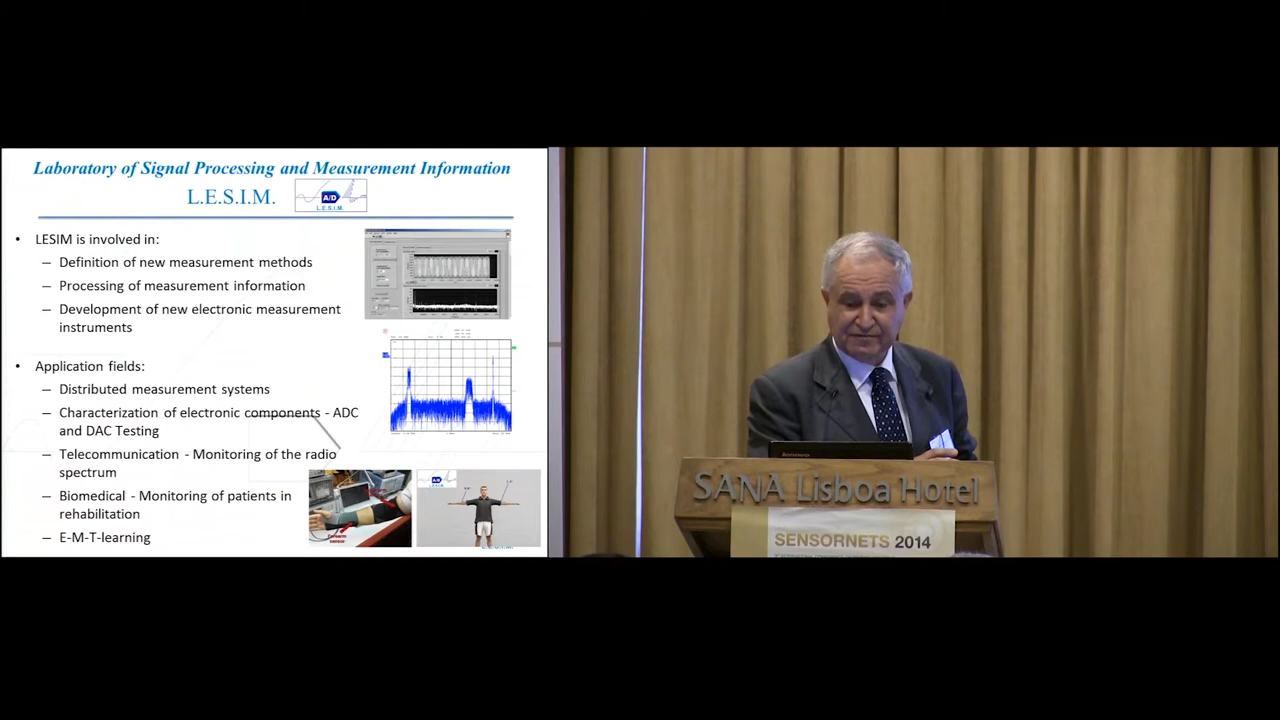 Laboratory of Signal Processing and Measurement Information
L.E.S.I.M.
A/D
L.E.S.I.M.
• LESIM is involved in:
– Definition of new measurement methods
– Processing of measurement information
– Development of new electronic measurement
instruments
• Application fields:
– Distributed measurement systems
– Characterization of electronic components - ADC
and DAC Testing
– Telecommunication - Monitoring of the radio
spectrum
– Biomedical - Monitoring of patients in
rehabilitation
– E-M-T-learning
sensor
A/D
SANA Lisboa Hotel
SENSORNETS 2014